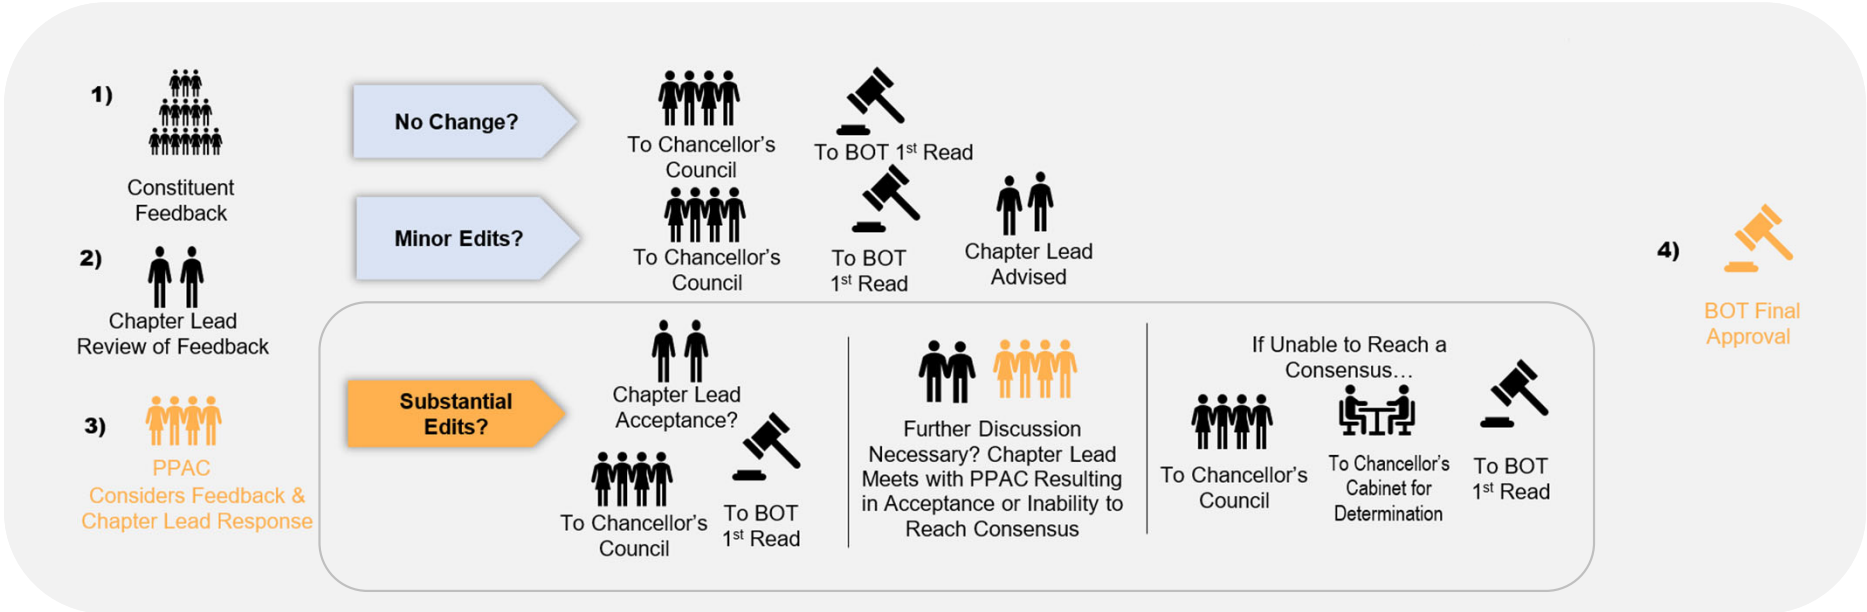 1)
Constituent
Feedback
2)
Chapter Lead
Review of Feedback
3)
PPAC
Considers Feedback &
Chapter Lead Response
No Change?
To Chancellor's
Council
To BOT 1st Read
Minor Edits?
To Chancellor's
Council
To BOT
1st Read
Chapter Lead
Advised
Substantial
Edits?
Chapter Lead
Acceptance?
To Chancellor's
Council
To BOT
1st Read
Further Discussion
Necessary? Chapter Lead
Meets with PPAC Resulting
in Acceptance or Inability to
Reach Consensus
If Unable to Reach a
Consensus…
To Chancellor's
Council
To Chancellor's
Cabinet for
Determination
To BOT
1st Read
4)
BOT Final
Approval